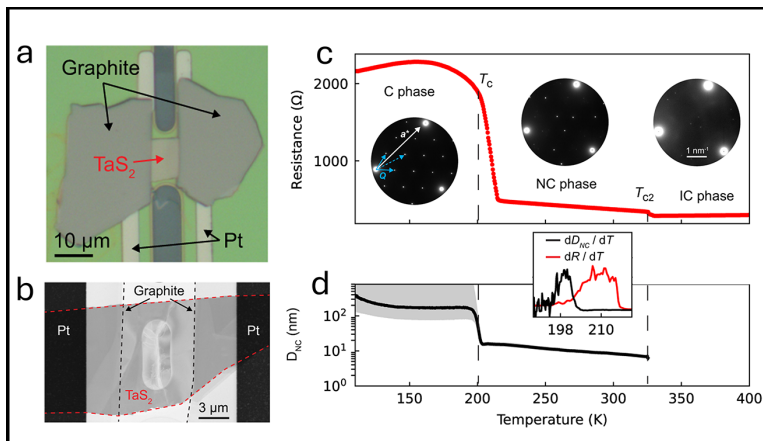 a
Graphite
TaS2
10 μm
Pt
b
Graphite
Pt
Pt
TaS2
3 μm
c
Resistance (Ω)
2000
1000
C phase
Tc
a*
Q
NC phase
Tc2
1 nm⁻¹
IC phase
d
DNC (nm)
10²
10¹
10⁰
dDNC / dT
dR / dT
198 210
150 200 250 300 350 400
Temperature (K)